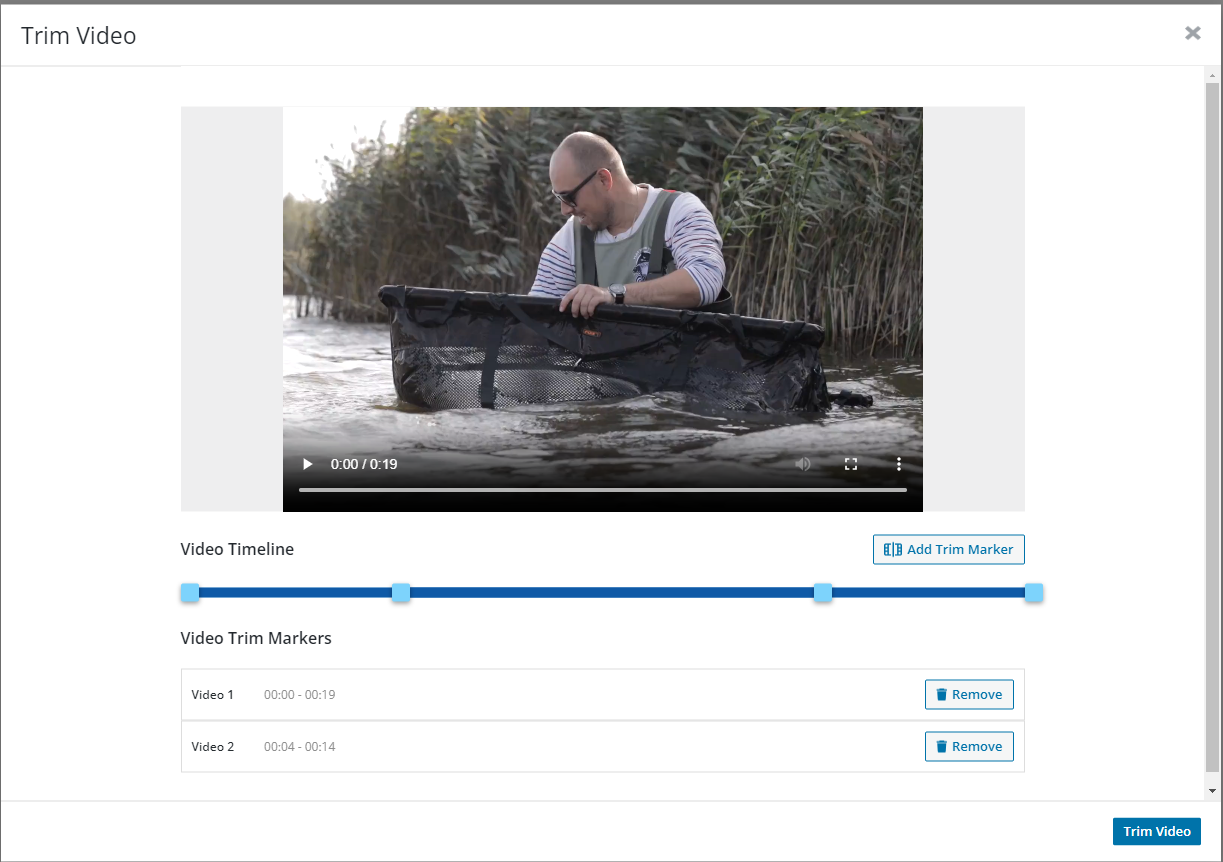 Trim Video
0:00 / 0:19
Video Timeline
Add Trim Marker
Video Trim Markers
Video 1 00:00 - 00:19 Remove
Video 2 00:04 - 00:14 Remove
Trim Video